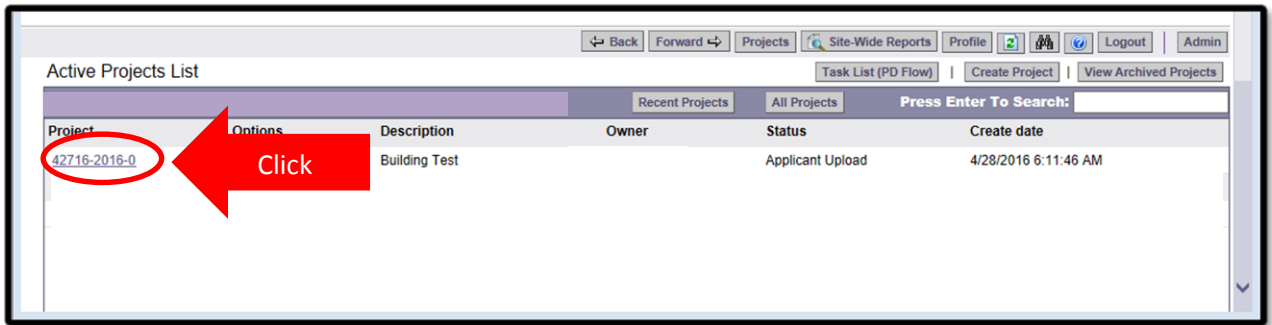 Back Forward Projects Site-Wide Reports Profile Logout Admin
Active Projects List Task List (PD Flow) | Create Project | View Archived Projects
Recent Projects All Projects Press Enter To Search:
Project Options Description Owner Status Create date
42716-2016-0 Click Building Test Applicant Upload 4/28/2016 6:11:46 AM